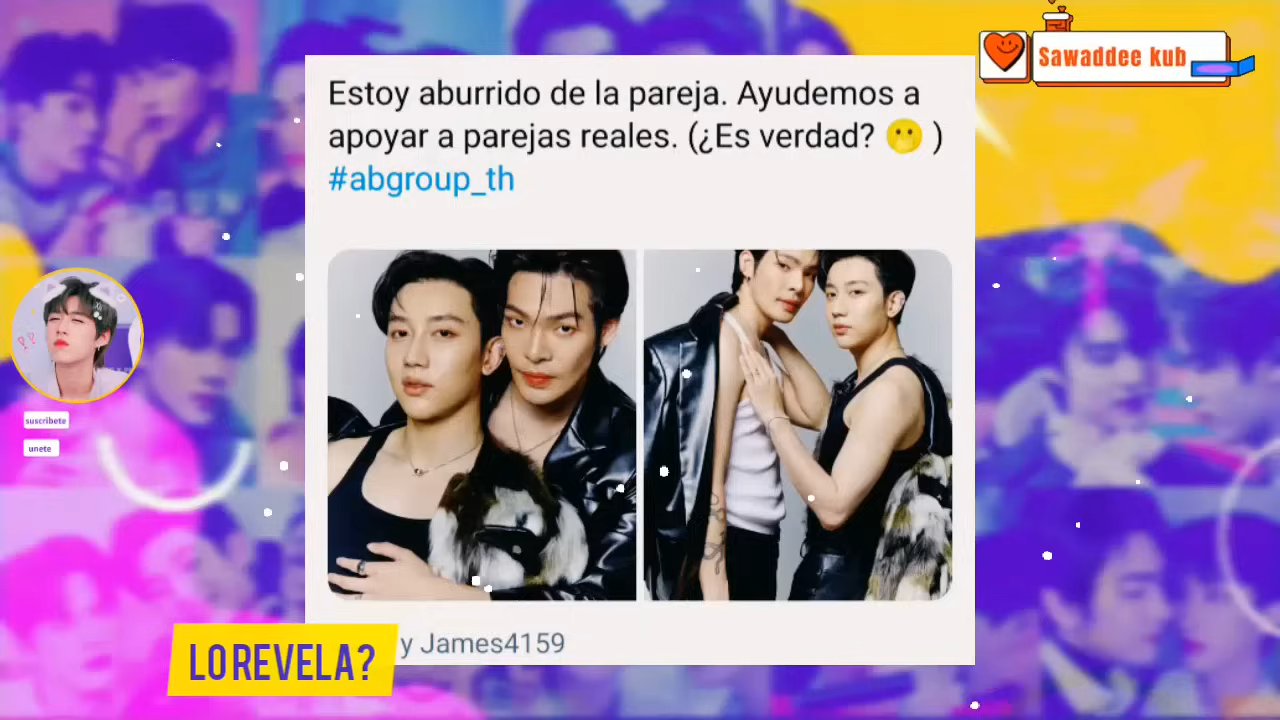 Sawaddee kub
Estoy aburrido de la pareja. Ayudemos a
apoyar a parejas reales. (¿Es verdad? 🫢 )
#abgroup_th
suscribete
unete
LO REVELA?
y James4159